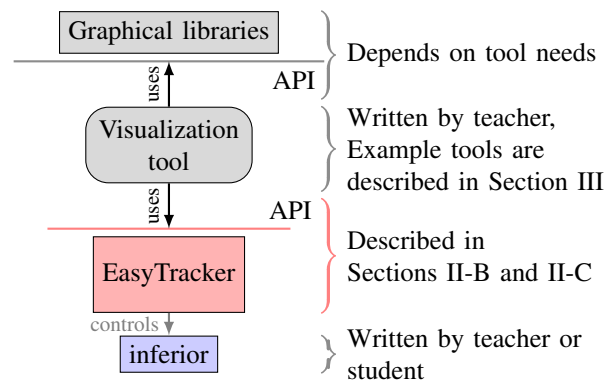 Graphical libraries
Depends on tool needs
API
uses
Visualization
tool
Written by teacher,
Example tools are
described in Section III
uses
API
EasyTracker
Described in
Sections II-B and II-C
controls
inferior
Written by teacher or
student